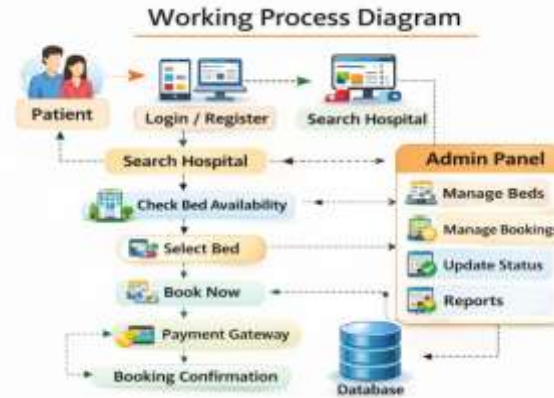 Working Process Diagram
Patient
Login / Register
Search Hospital
Search Hospital
Check Bed Availability
Select Bed
Book Now
Payment Gateway
Booking Confirmation
Admin Panel
Manage Beds
Manage Bookings
Update Status
Reports
Database